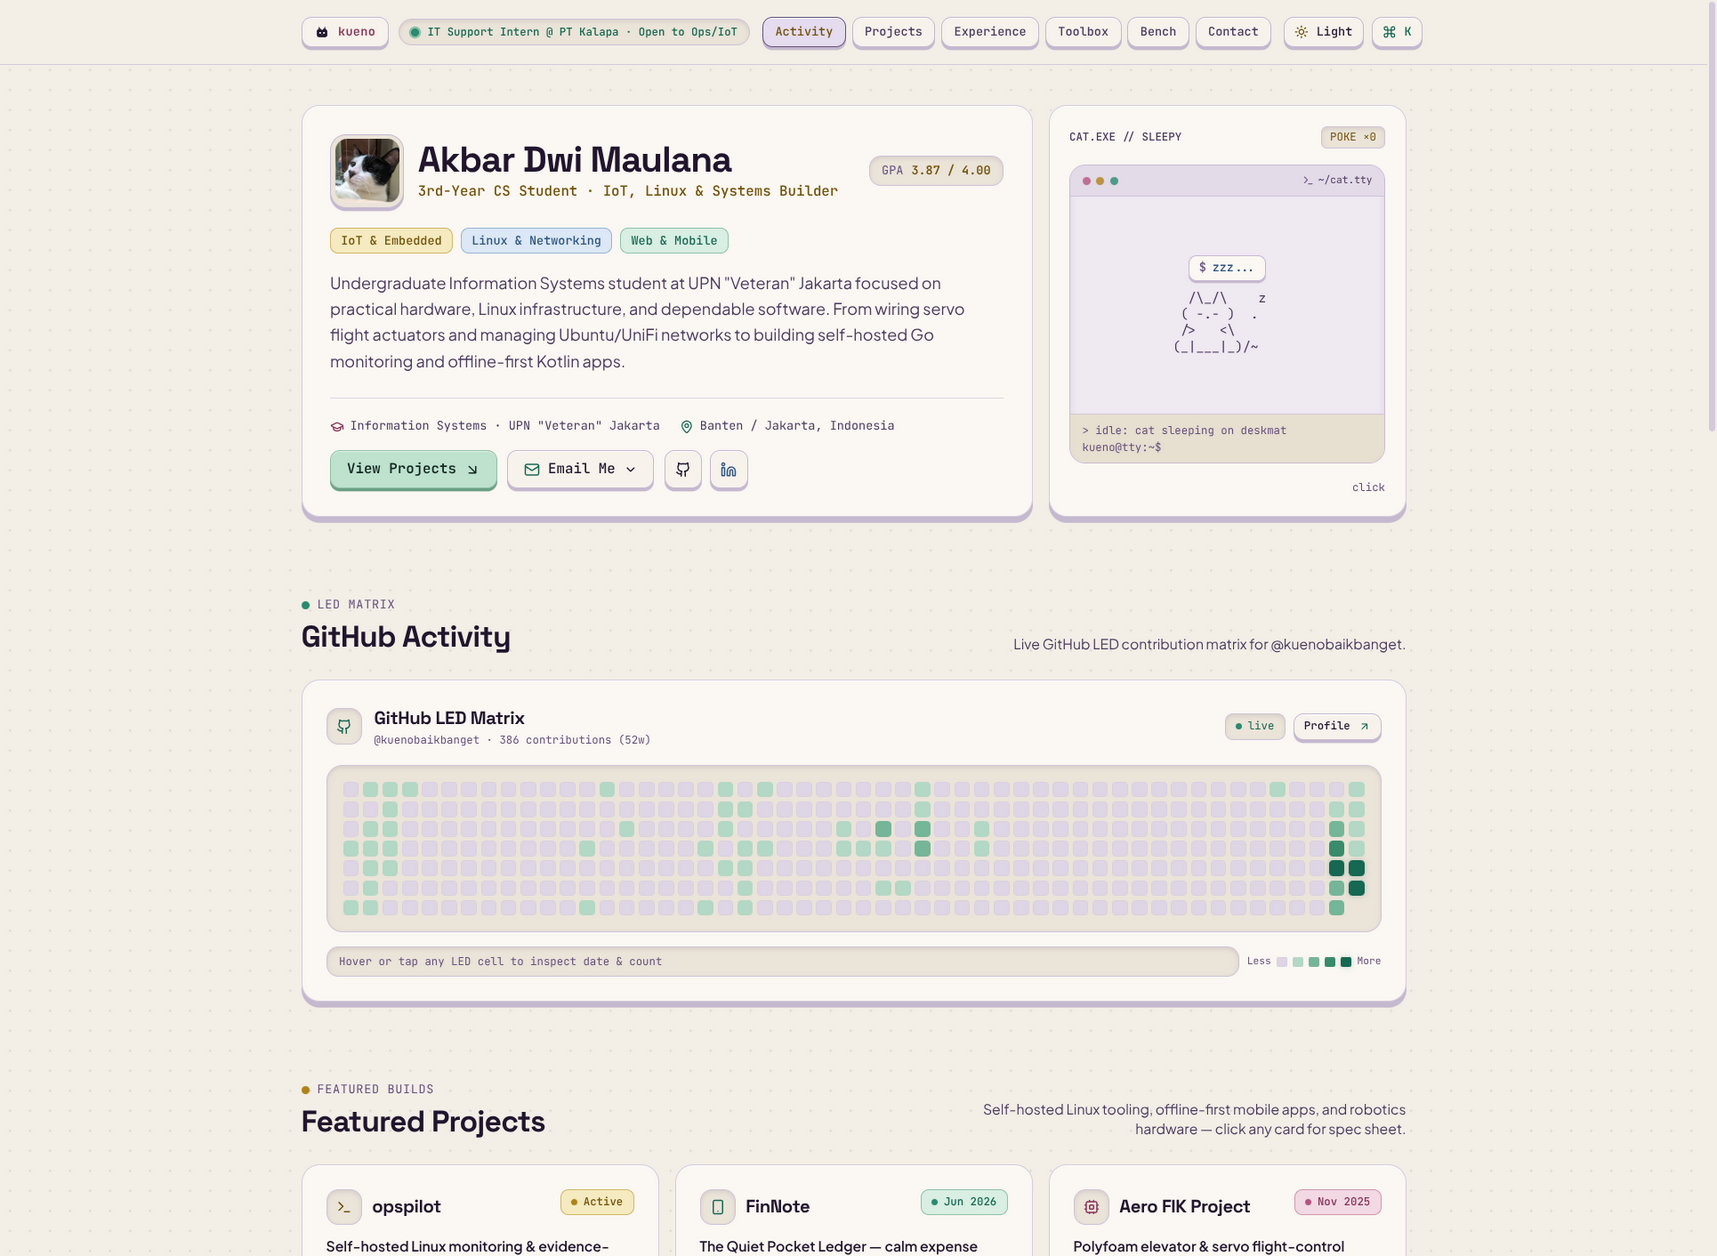 kueno
IT Support Intern @ PT Kalapa · Open to Ops/IoT
Activity
Projects
Experience
Toolbox
Bench
Contact
Light
⌘ K
Akbar Dwi Maulana
3rd-Year CS Student · IoT, Linux & Systems Builder
GPA 3.87 / 4.00
IoT & Embedded
Linux & Networking
Web & Mobile
Undergraduate Information Systems student at UPN "Veteran" Jakarta focused on
practical hardware, Linux infrastructure, and dependable software. From wiring servo
flight actuators and managing Ubuntu/UniFi networks to building self-hosted Go
monitoring and offline-first Kotlin apps.
Information Systems · UPN "Veteran" Jakarta
Banten / Jakarta, Indonesia
View Projects
Email Me
CAT.EXE // SLEEPY
POKE ×0
~/cat.tty
$ zzz...
/\_/\    z
( -.- )  .
/>   <\
(_|___|_)/~
> idle: cat sleeping on deskmat
kueno@tty:~$
click
LED MATRIX
GitHub Activity
Live GitHub LED contribution matrix for @kuenobaikbanget.
GitHub LED Matrix
@kuenobaikbanget · 386 contributions (52w)
live
Profile
Hover or tap any LED cell to inspect date & count
Less
More
FEATURED BUILDS
Featured Projects
Self-hosted Linux tooling, offline-first mobile apps, and robotics
hardware — click any card for spec sheet.
opspilot
Active
Self-hosted Linux monitoring & evidence-
FinNote
Jun 2026
The Quiet Pocket Ledger — calm expense
Aero FIK Project
Nov 2025
Polyfoam elevator & servo flight-control